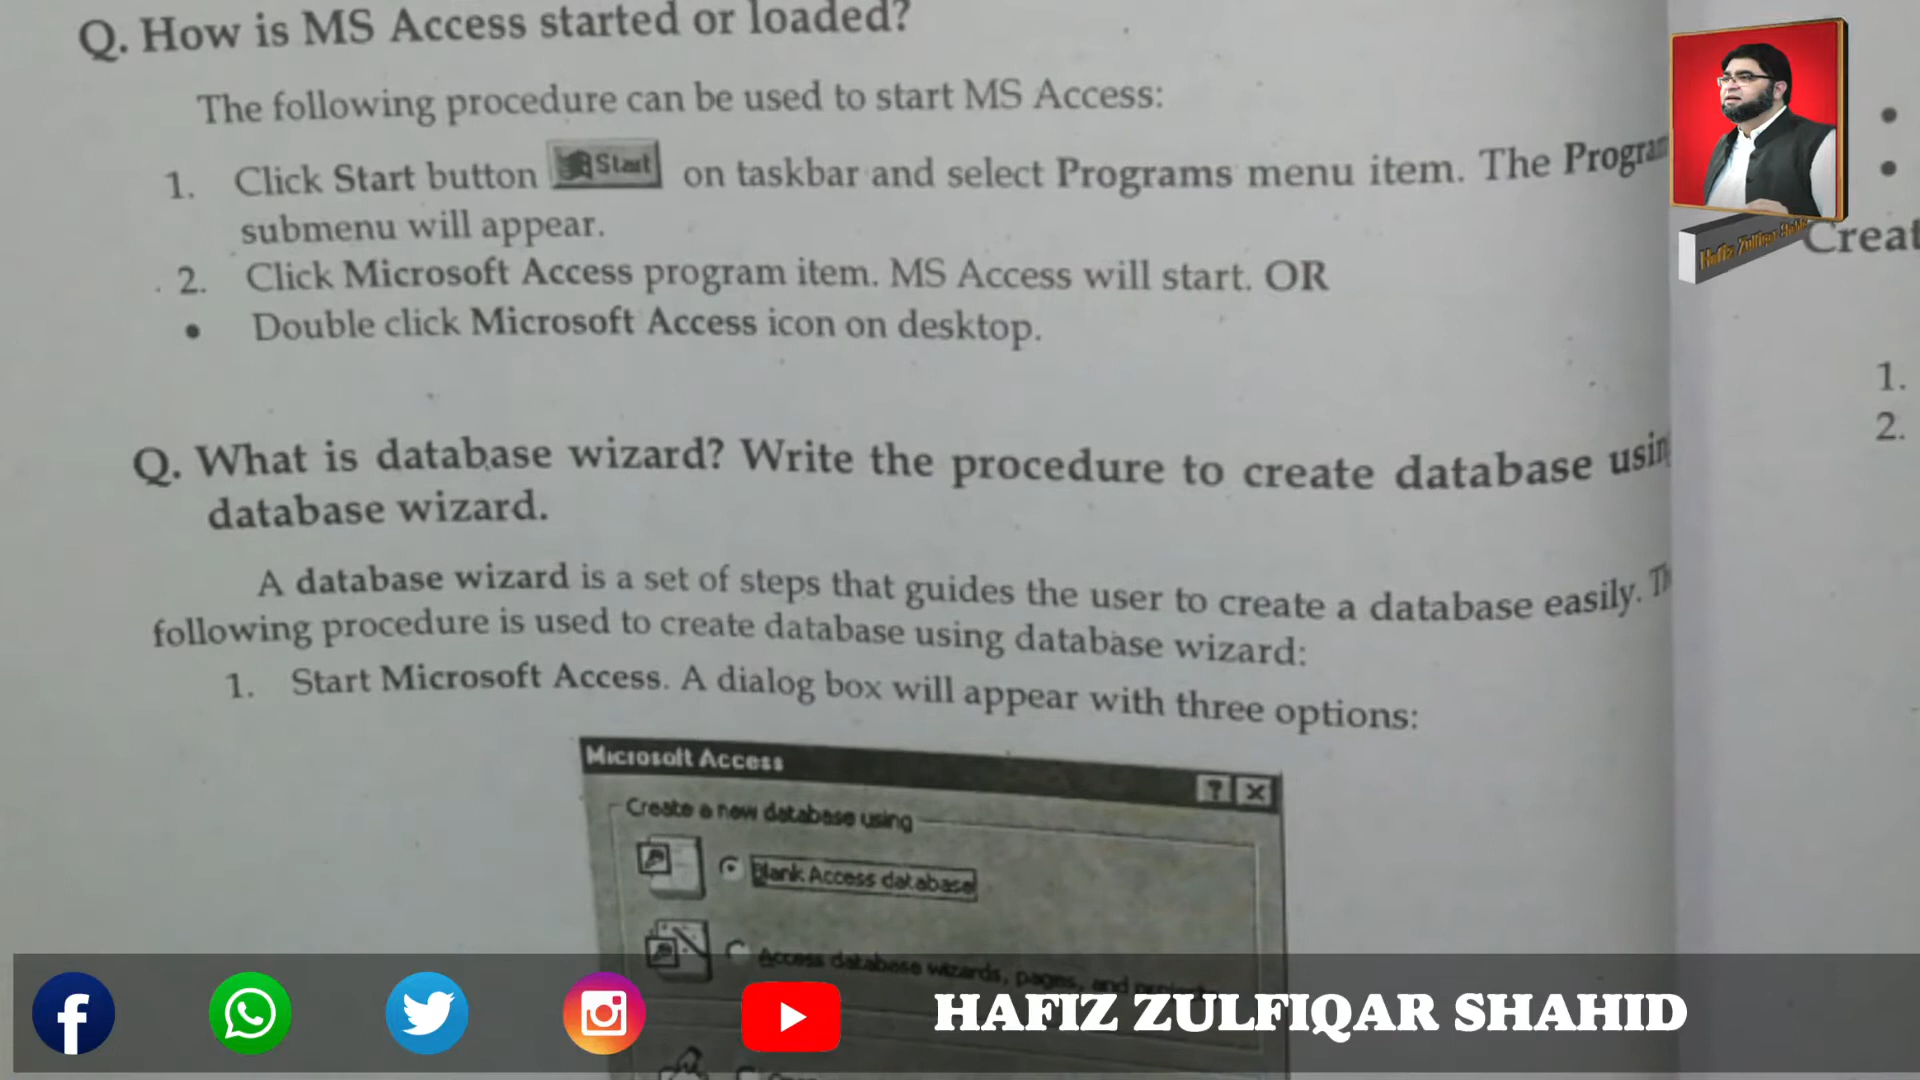 Q. How is MS Access started or loaded?
The following procedure can be used to start MS Access:
1. Click Start button Start on taskbar and select Programs menu item. The Program
submenu will appear.
2. Click Microsoft Access program item. MS Access will start. OR
• Double click Microsoft Access icon on desktop.
Q. What is database wizard? Write the procedure to create database usin
database wizard.
A database wizard is a set of steps that guides the user to create a database easily. Th
following procedure is used to create database using database wizard:
1. Start Microsoft Access. A dialog box will appear with three options:
Microsoft Access
Create a new database using
Blank Access database
Access database wizards, pages, and projects
Hafiz Zulfiqar Shahid
Creat
1.
2.
HAFIZ ZULFIQAR SHAHID